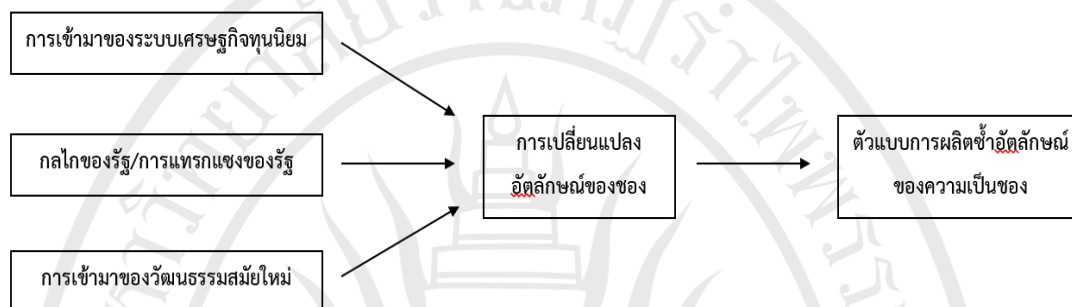 การเข้ามาของระบบเศรษฐกิจทุนนิยม
กลไกของรัฐ/การแทรกแซงของรัฐ
การเข้ามาของวัฒนธรรมสมัยใหม่
การเปลี่ยนแปลง
อัตลักษณ์ของชอง
ตัวแบบการผลิตซ้ำอัตลักษณ์
ของความเป็นชอง